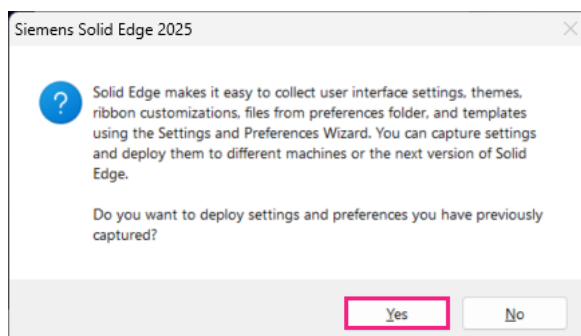 Siemens Solid Edge 2025
Solid Edge makes it easy to collect user interface settings, themes,
ribbon customizations, files from preferences folder, and templates
using the Settings and Preferences Wizard. You can capture settings
and deploy them to different machines or the next version of Solid
Edge.
Do you want to deploy settings and preferences you have previously
captured?
Yes
No